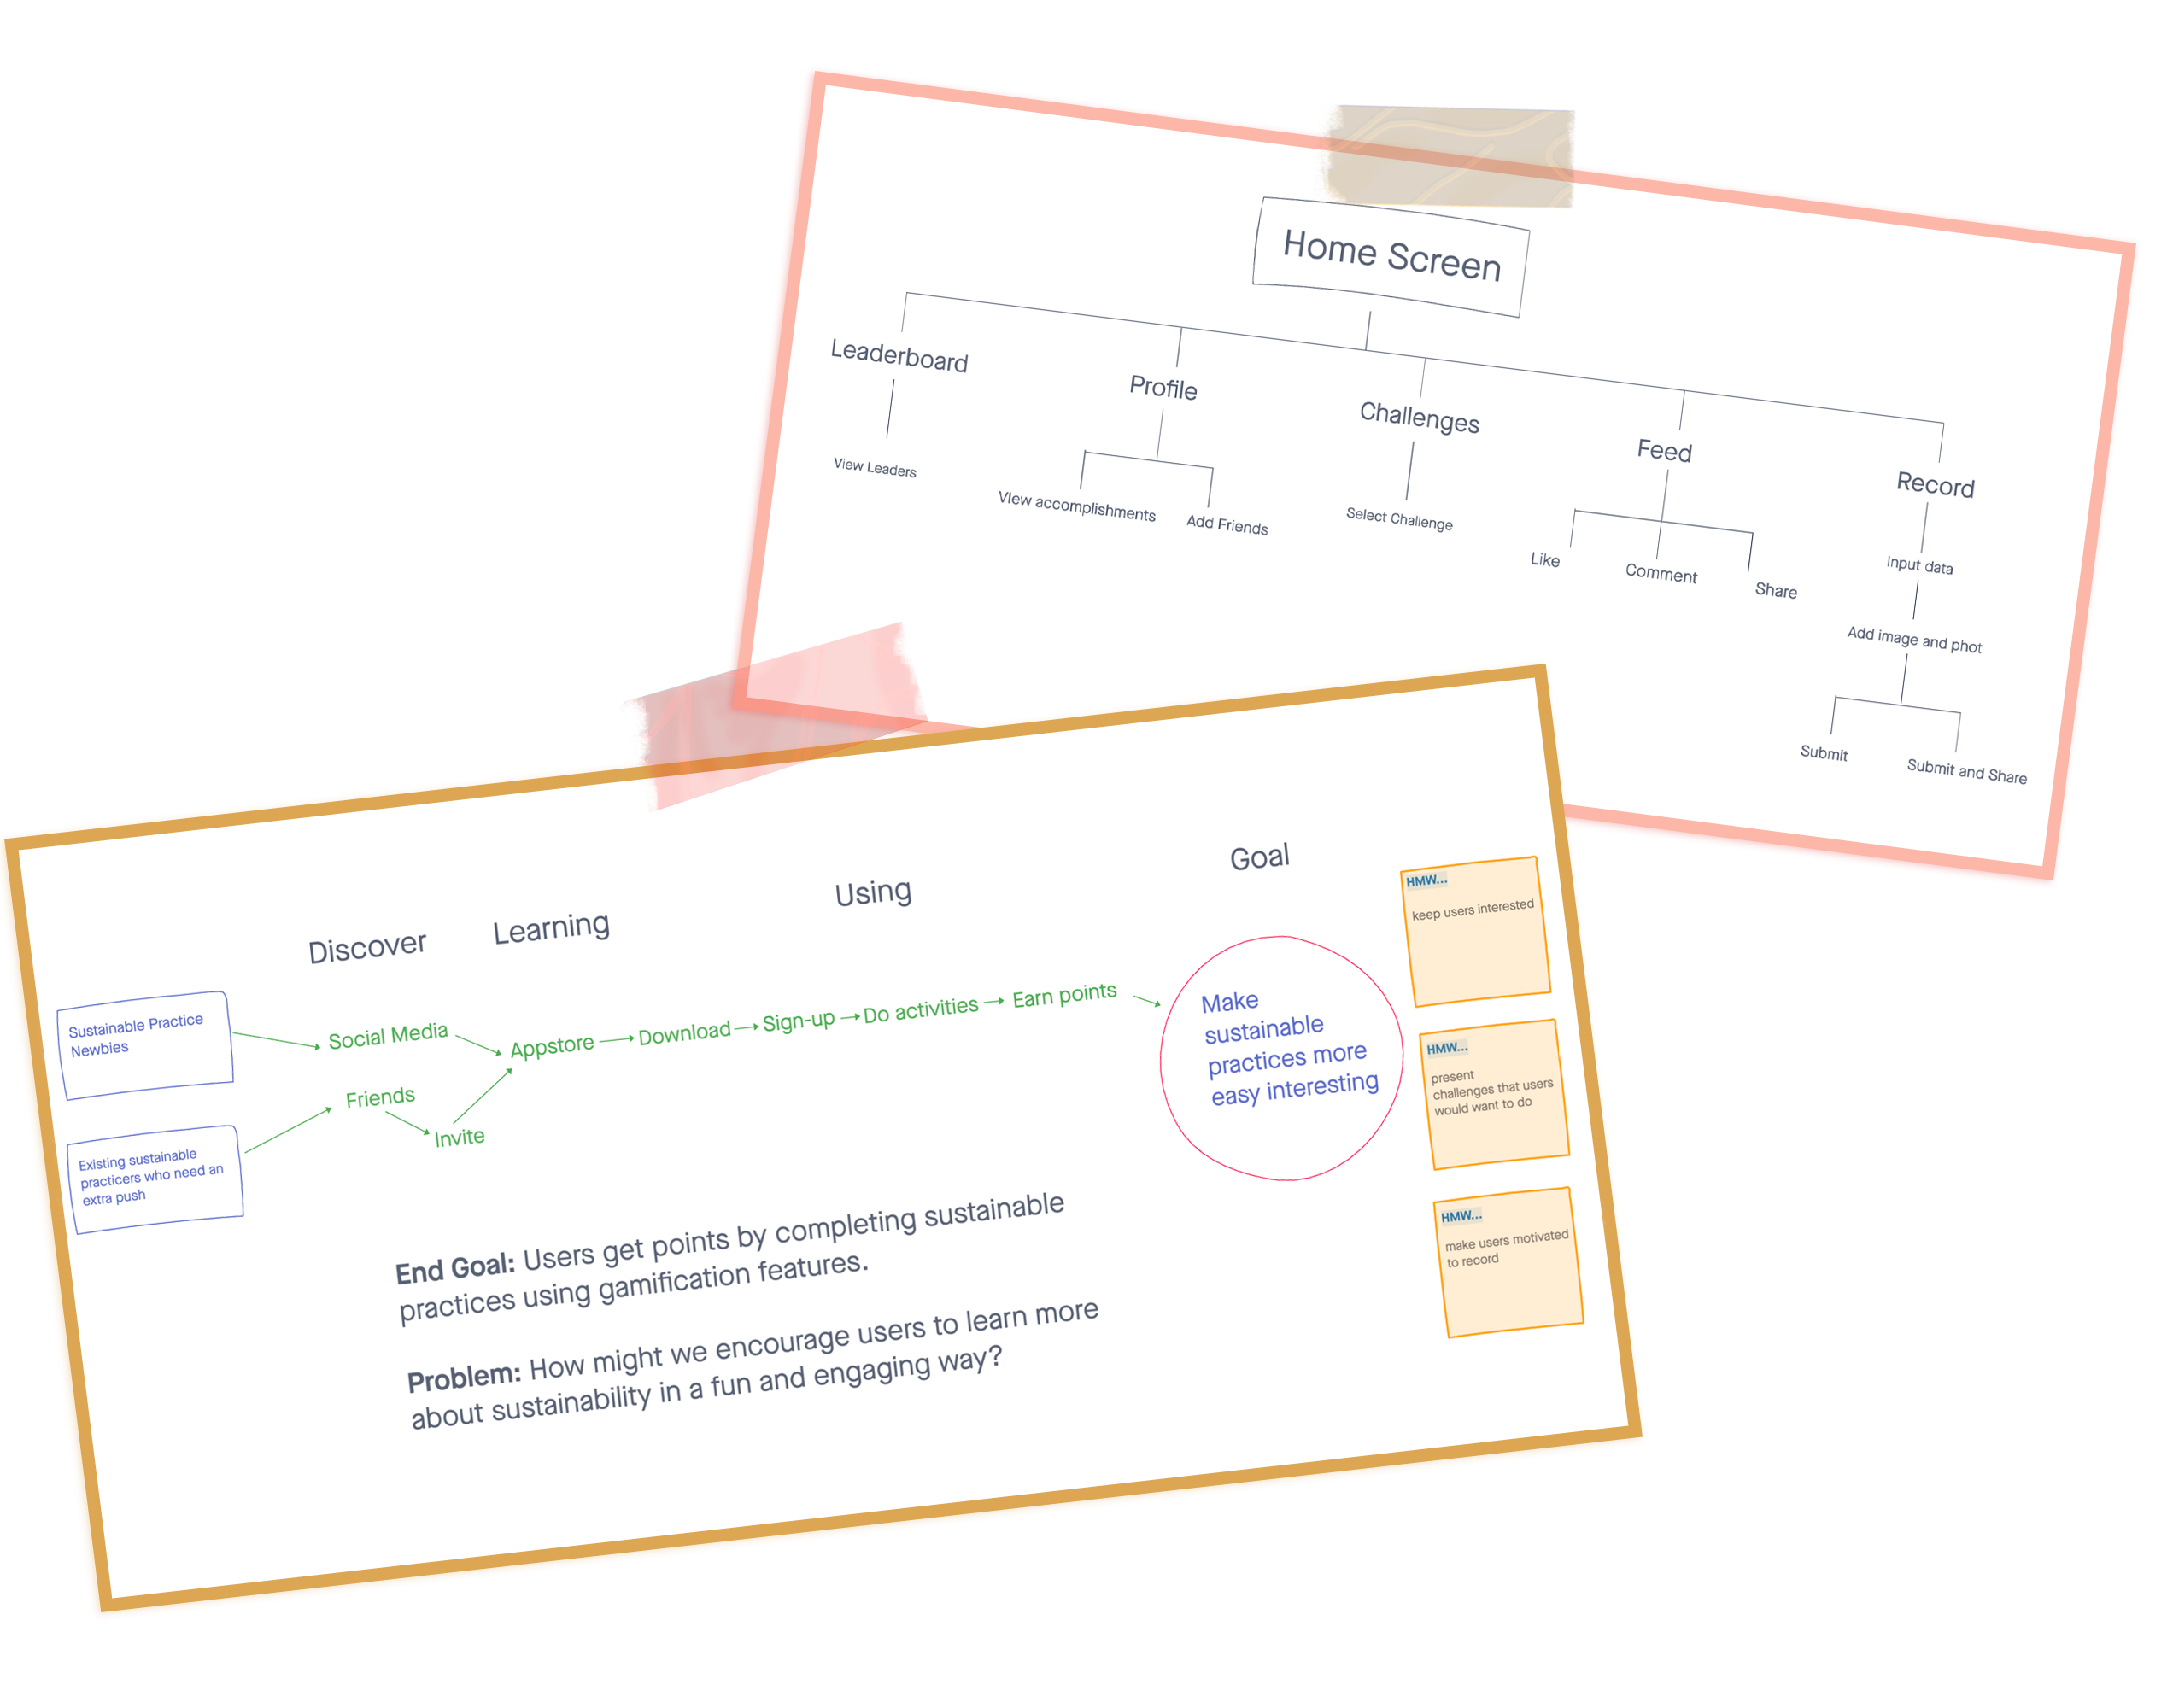 Home Screen
Leaderboard
Profile
Challenges
Feed
Record
View Leaders
VIew accomplishments
Add Friends
Select Challenge
Like
Comment
Share
Input data
Add image and phot
Submit
Submit and Share
Discover
Learning
Using
Goal
Sustainable Practice
Newbies
Existing sustainable
practicers who need an
extra push
Social Media
Friends
Invite
Appstore
Download
Sign-up
Do activities
Earn points
Make
sustainable
practices more
easy interesting
HMW...
keep users interested
HMW...
present
challenges that users
would want to do
HMW...
make users motivated
to record
End Goal: Users get points by completing sustainable
practices using gamification features.
Problem: How might we encourage users to learn more
about sustainability in a fun and engaging way?